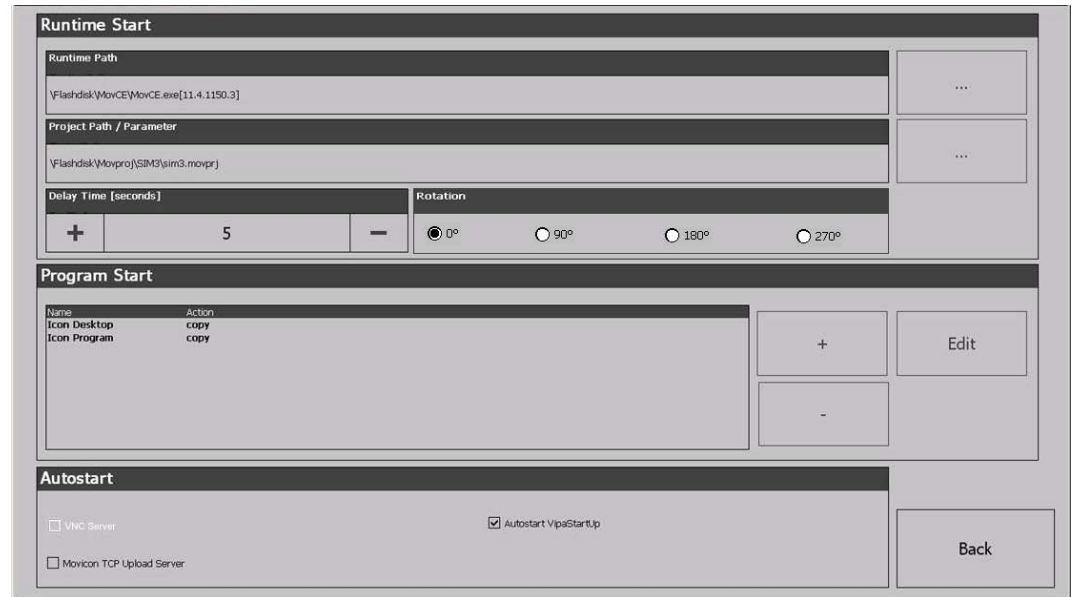 Runtime Start
Runtime Path
\Flashdisk\MovCE\MovCE.exe[11.4.1150.3]
...
Project Path / Parameter
\Flashdisk\Movproj\SIM3\sim3.movprj
...
Delay Time [seconds]
Rotation
+ 5 −
0° 90° 180° 270°
Program Start
Name Action
Icon Desktop copy
Icon Program copy
+ Edit
-
Autostart
VNC Server Autostart VipaStartUp
Movicon TCP Upload Server
Back